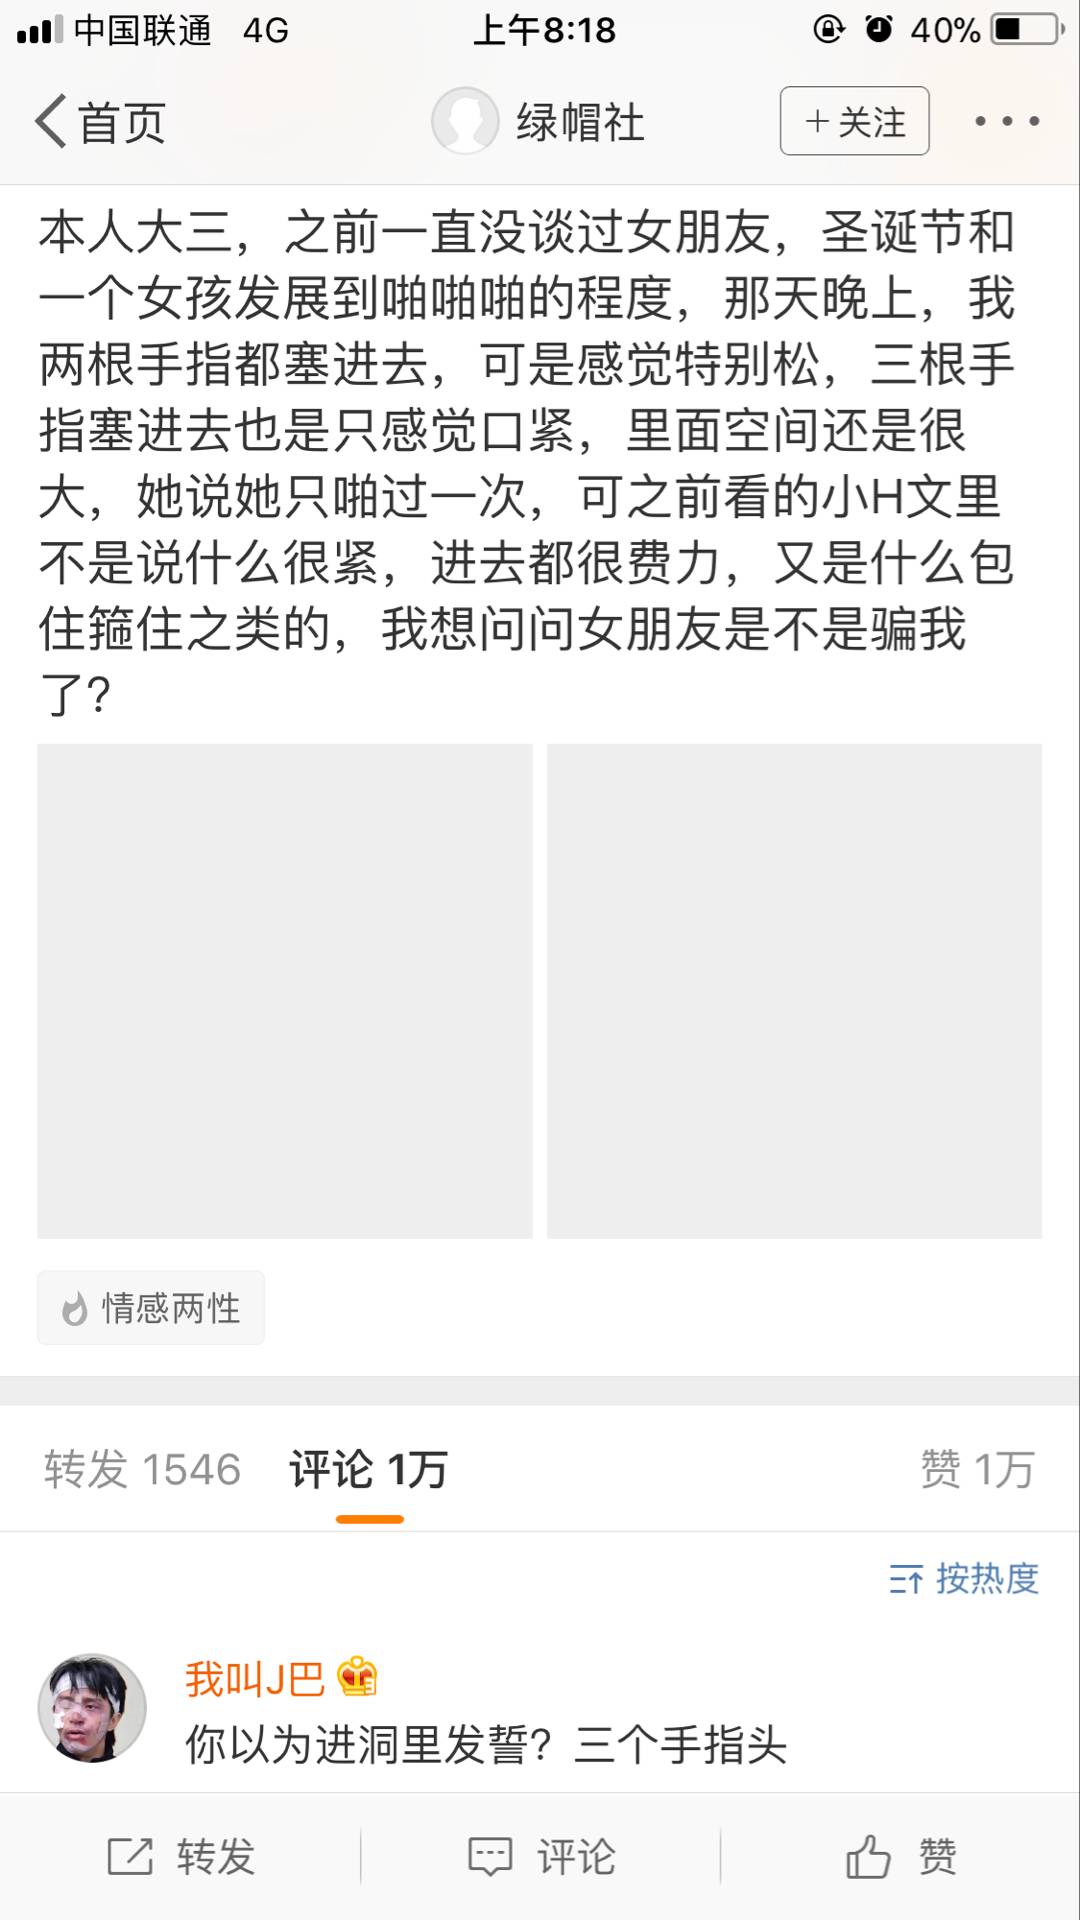 中国联通 4G 上午8:18 40%
首页 绿帽社 +关注
本人大三，之前一直没谈过女朋友，圣诞节和
一个女孩发展到啪啪啪的程度，那天晚上，我
两根手指都塞进去，可是感觉特别松，三根手
指塞进去也是只感觉口紧，里面空间还是很
大，她说她只啪过一次，可之前看的小H文里
不是说什么很紧，进去都很费力，又是什么包
住箍住之类的，我想问问女朋友是不是骗我
了?
情感两性
转发 1546 评论 1万 赞 1万
按热度
我叫J巴
你以为进洞里发誓? 三个手指头
转发 评论 赞